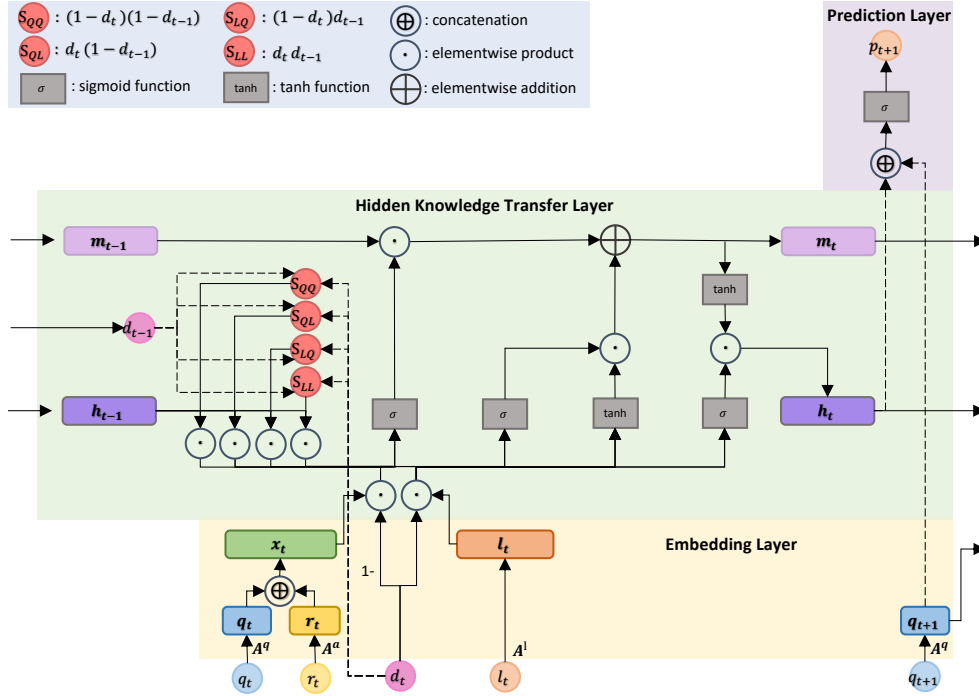 S_QQ : (1 − d_t)(1 − d_{t−1})
S_LQ : (1 − d_t)d_{t−1}
⊕ : concatenation
S_QL : d_t (1 − d_{t−1})
S_LL : d_t d_{t−1}
: elementwise product
σ : sigmoid function
tanh : tanh function
: elementwise addition
Prediction Layer
p_{t+1}
σ
⊕
Hidden Knowledge Transfer Layer
m_{t−1}
m_t
S_QQ
tanh
S_QL
d_{t−1}
S_LQ
S_LL
h_{t−1}
σ
σ
tanh
σ
h_t
x_t
l_t
Embedding Layer
1-
⊕
q_t
r_t
q_{t+1}
A^q
A^a
A^l
A^q
q_t
r_t
d_t
l_t
q_{t+1}